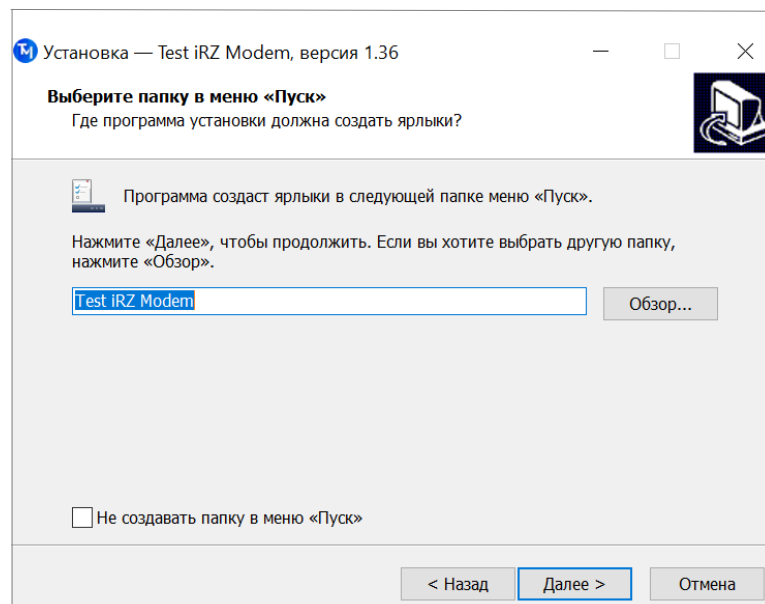 Установка — Test iRZ Modem, версия 1.36
Выберите папку в меню «Пуск»
Где программа установки должна создать ярлыки?
Программа создаст ярлыки в следующей папке меню «Пуск».
Нажмите «Далее», чтобы продолжить. Если вы хотите выбрать другую папку,
нажмите «Обзор».
Test iRZ Modem
Обзор...
Не создавать папку в меню «Пуск»
< Назад
Далее >
Отмена